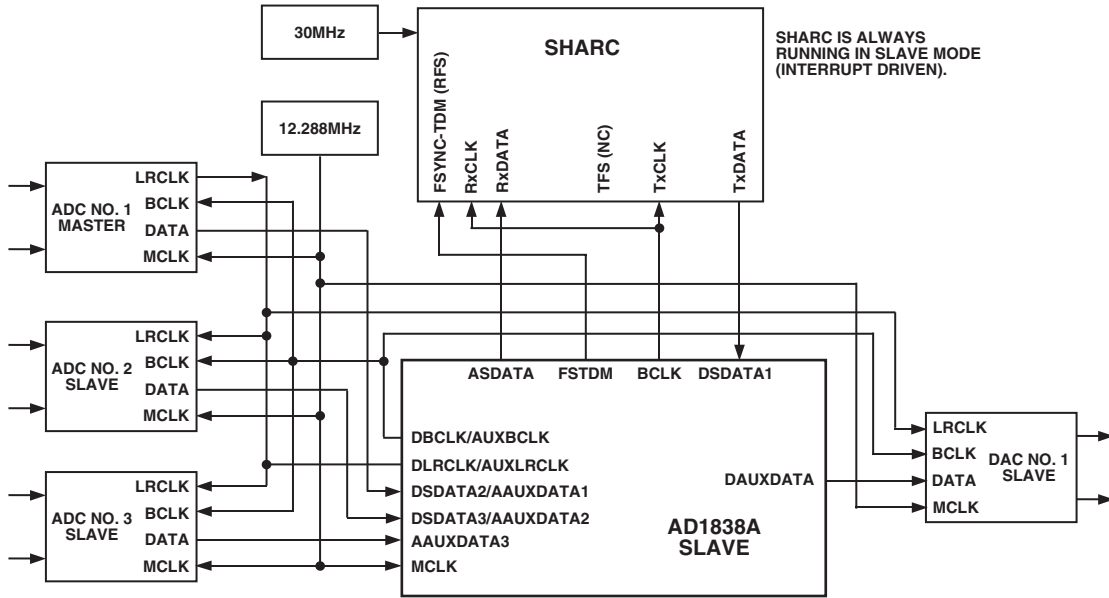 30MHz
SHARC
SHARC IS ALWAYS
RUNNING IN SLAVE MODE
(INTERRUPT DRIVEN).
12.288MHz
FSYNC-TDM (RFS)
RxCLK
RxDATA
TFS (NC)
TxCLK
TxDATA
ADC NO. 1
MASTER
LRCLK
BCLK
DATA
MCLK
ADC NO. 2
SLAVE
LRCLK
BCLK
DATA
MCLK
ADC NO. 3
SLAVE
LRCLK
BCLK
DATA
MCLK
ASDATA
FSTDM
BCLK
DSDATA1
DBCLK/AUXBCLK
DLRCLK/AUXLRCLK
DSDATA2/AAUXDATA1
DSDATA3/AAUXDATA2
AAUXDATA3
MCLK
DAUXDATA
AD1838A
SLAVE
LRCLK
BCLK
DATA
MCLK
DAC NO. 1
SLAVE